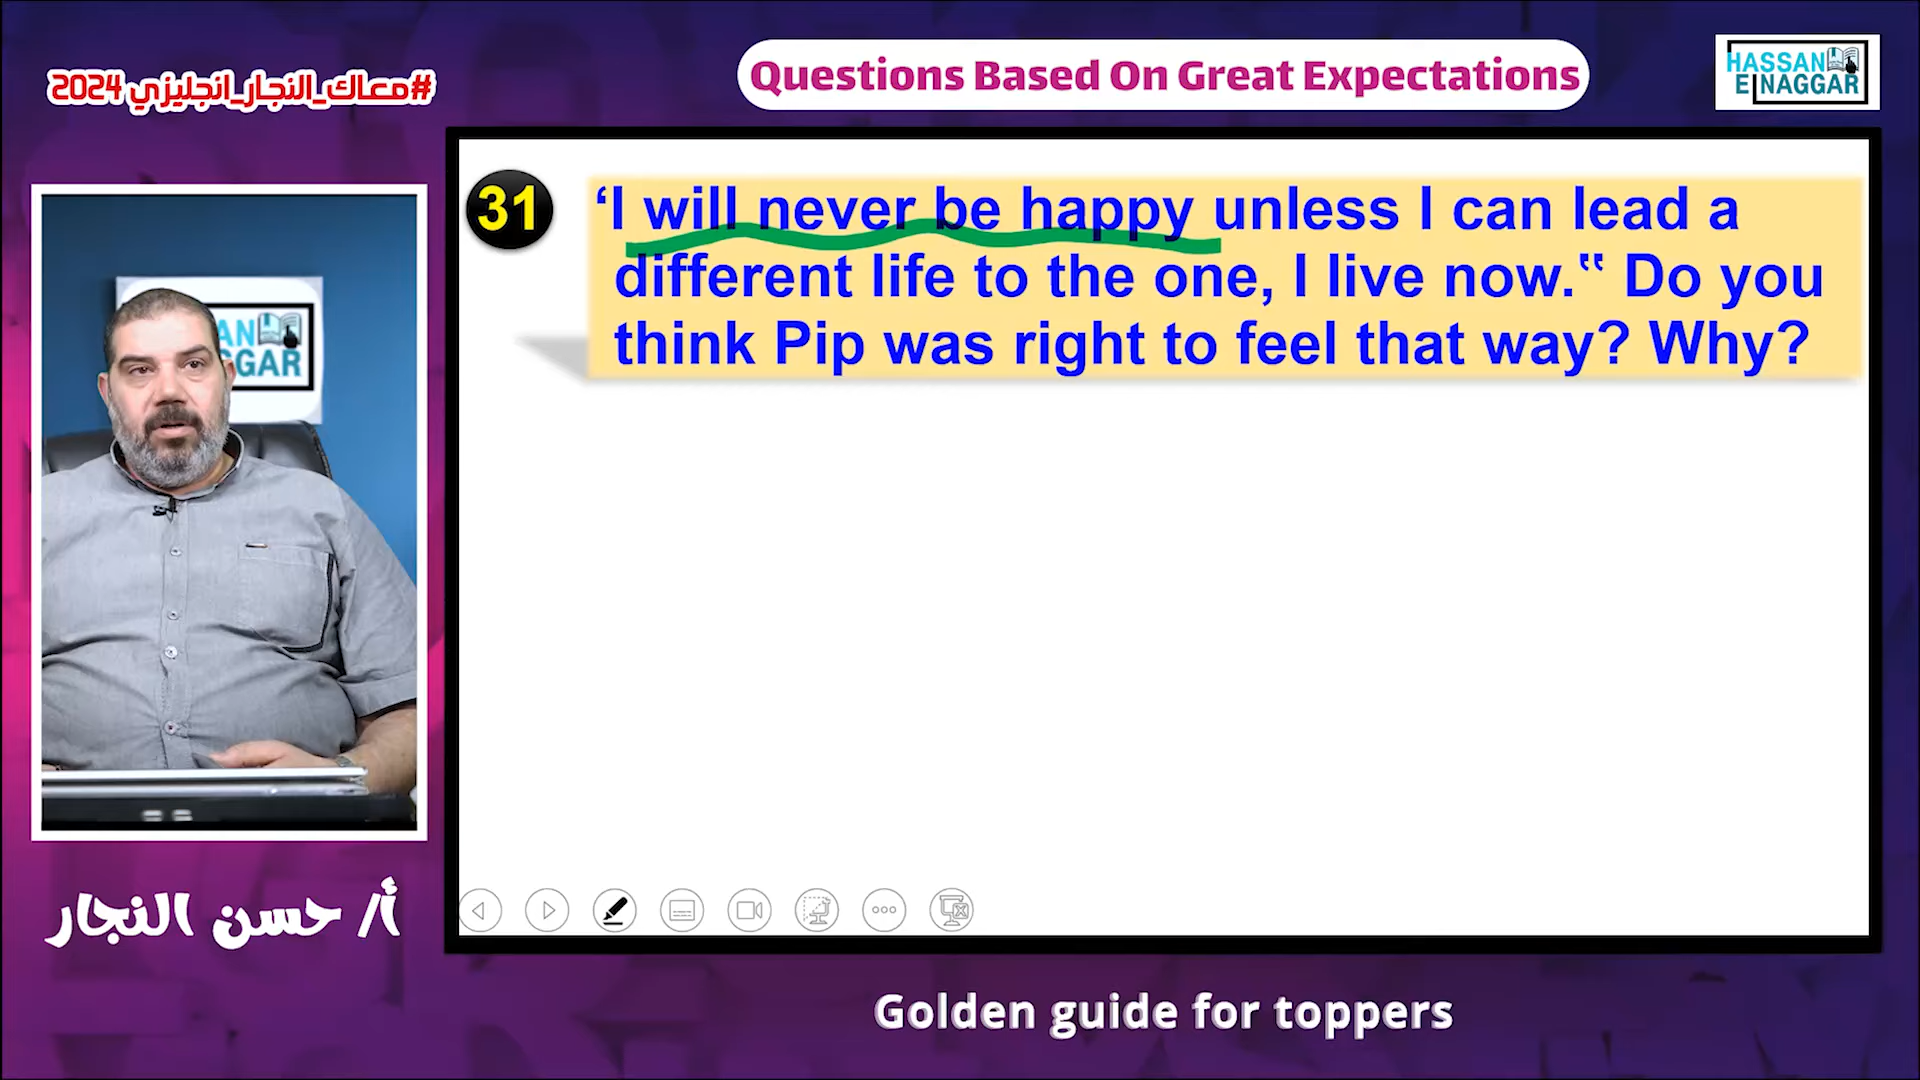 #معاك_النجار_انجليزي 2024
Questions Based On Great Expectations
HASSAN
ELNAGGAR
31
‘I will never be happy unless I can lead a
different life to the one, I live now.‟ Do you
think Pip was right to feel that way? Why?
AN
GGAR
أ/ حسن النجار
Golden guide for toppers